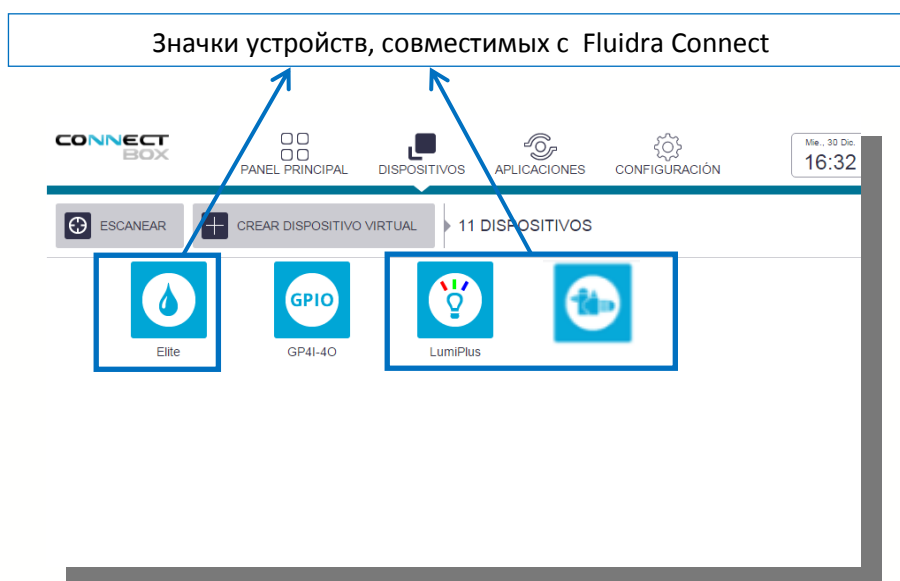 Значки устройств, совместимых с Fluidra Connect
CONNECT
BOX
PANEL PRINCIPAL
DISPOSITIVOS
APLICACIONES
CONFIGURACIÓN
Mie., 30 Dic.
16:32
ESCANEAR
CREAR DISPOSITIVO VIRTUAL
11 DISPOSITIVOS
GPIO
Elite
GP4I-4O
LumiPlus